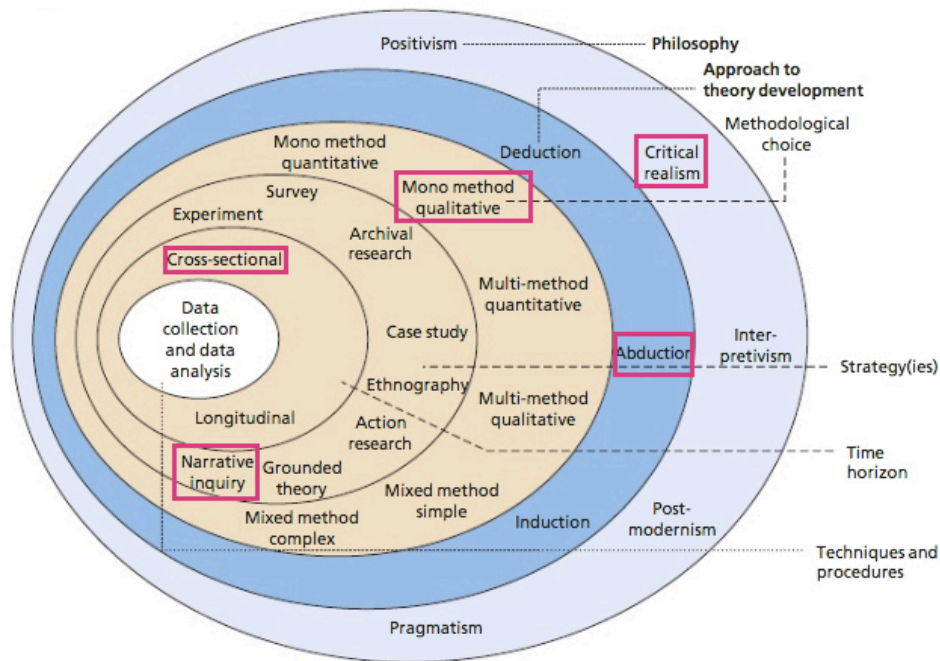 Positivism
Philosophy
Approach to
theory development
Methodological
choice
Mono method
quantitative
Deduction
Critical
realism
Survey
Mono method
qualitative
Experiment
Archival
research
Cross-sectional
Multi-method
quantitative
Data
collection
and data
analysis
Case study
Abduction
Inter-
pretivism
Strategy(ies)
Ethnography
Multi-method
qualitative
Longitudinal
Action
research
Narrative
inquiry
Grounded
theory
Time
horizon
Mixed method
simple
Mixed method
complex
Induction
Post-
modernism
Techniques and
procedures
Pragmatism